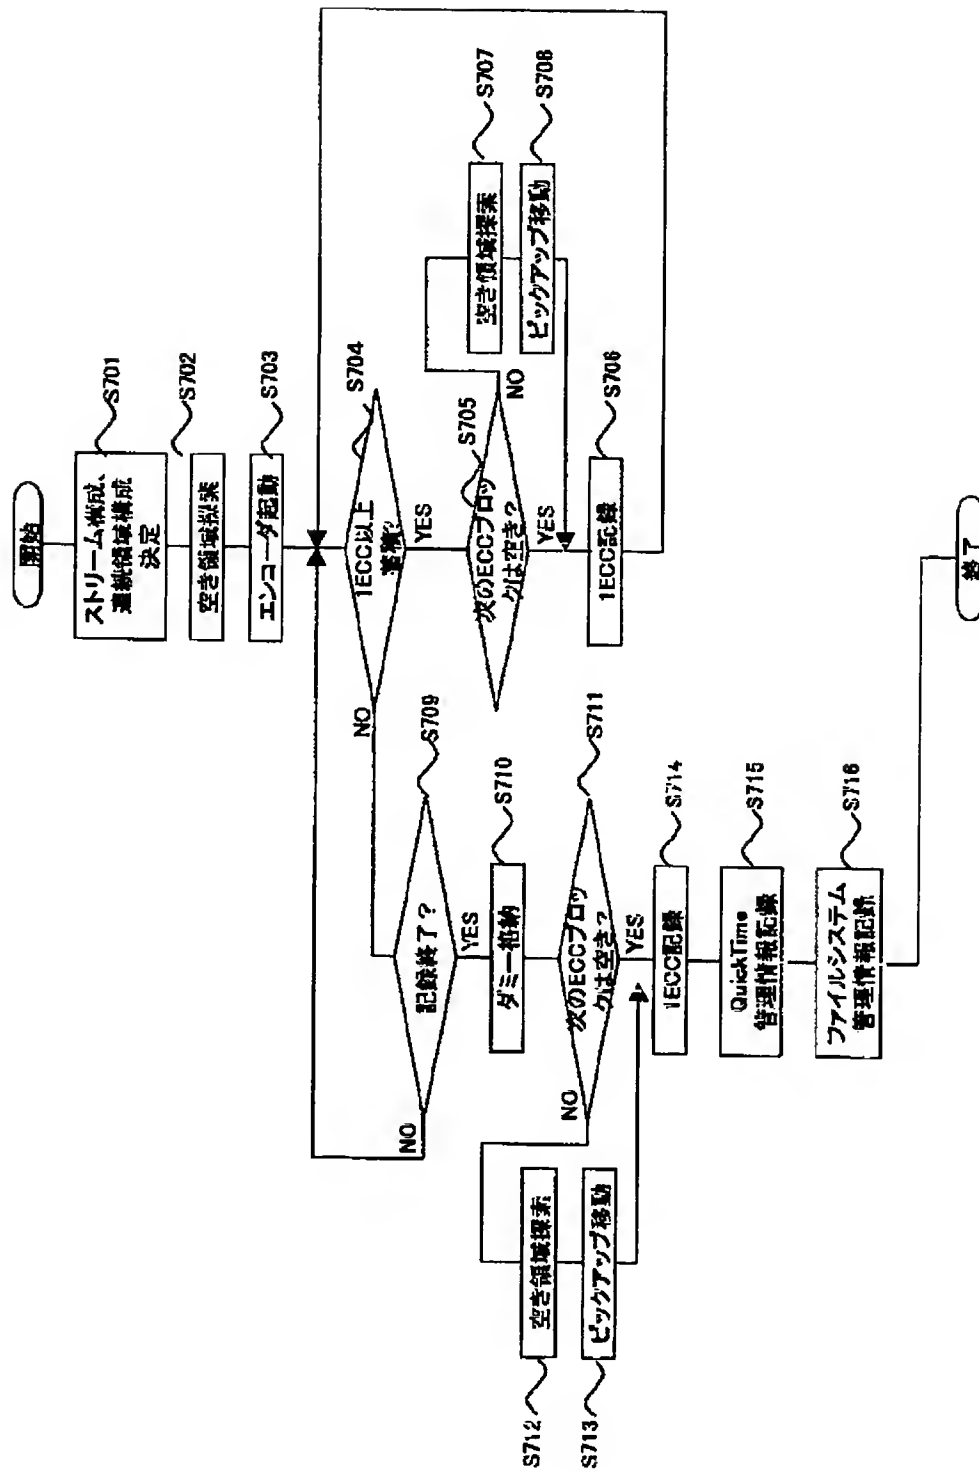 開始
ストリーム構成、
連続領域構成
決定
S701
空き領域探索
S702
エンコーダ起動
S703
1ECC以上
蓄積?
S704
YES
NO
次のECCブロッ
クは空き?
S705
YES
NO
1ECC記録
S706
空き領域探索
S707
ピックアップ移動
S708
記録終了?
S709
YES
NO
ダミー格納
S710
次のECCブロッ
クは空き?
S711
YES
NO
空き領域探索
S712
ピックアップ移動
S713
1ECC記録
S714
QuickTime
管理情報記録
S715
ファイルシステム
管理情報記録
S716
終了